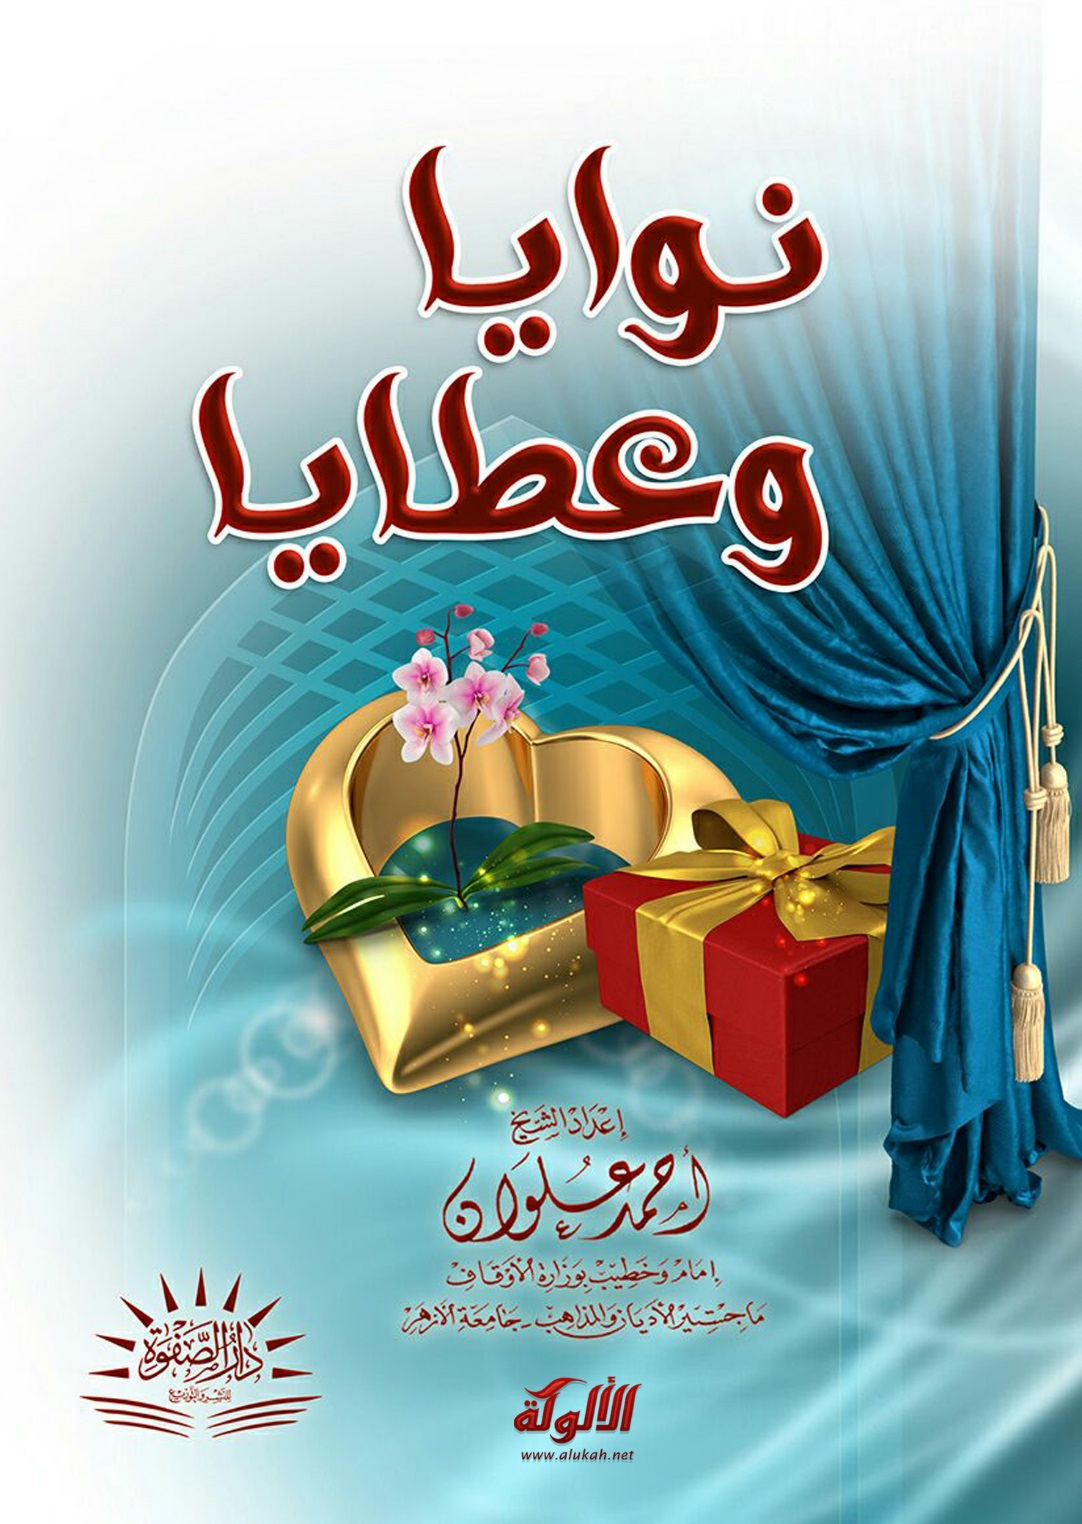 نوايا
وعطايا
إعداد الشيخ
أحمد علوان
إمام وخطيب بوزارة الأوقاف
ماجستير الأديان والمذاهب - جامعة الأزهر
دار الصفوة
للنشر والتوزيع
الألوكة
www.alukah.net